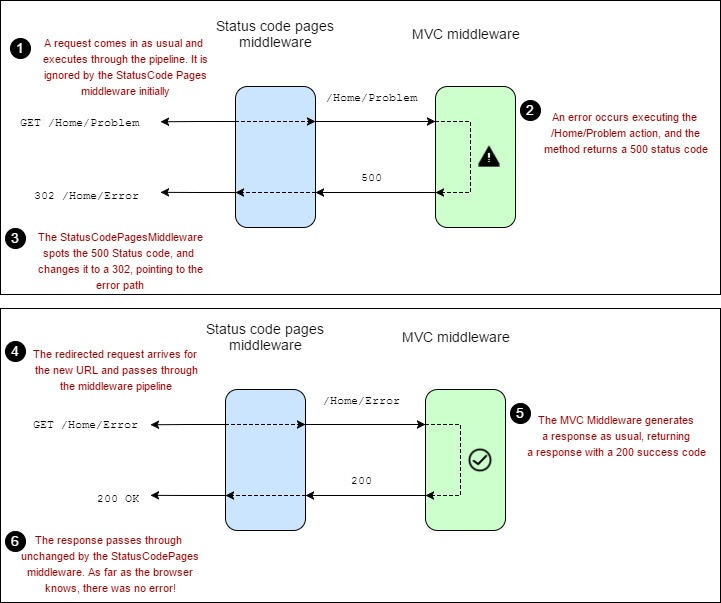 Status code pages
middleware
MVC middleware
1
A request comes in as usual and
executes through the pipeline. It is
ignored by the StatusCode Pages
middleware initially
/Home/Problem
2
An error occurs executing the
/Home/Problem action, and the
method returns a 500 status code
GET /Home/Problem
500
302 /Home/Error
3
The StatusCodePagesMiddleware
spots the 500 Status code, and
changes it to a 302, pointing to the
error path
Status code pages
middleware
MVC middleware
4
The redirected request arrives for
the new URL and passes through
the middleware pipeline
/Home/Error
5
The MVC Middleware generates
a response as usual, returning
a response with a 200 success code
GET /Home/Error
200
200 OK
6
The response passes through
unchanged by the StatusCodePages
middleware. As far as the browser
knows, there was no error!